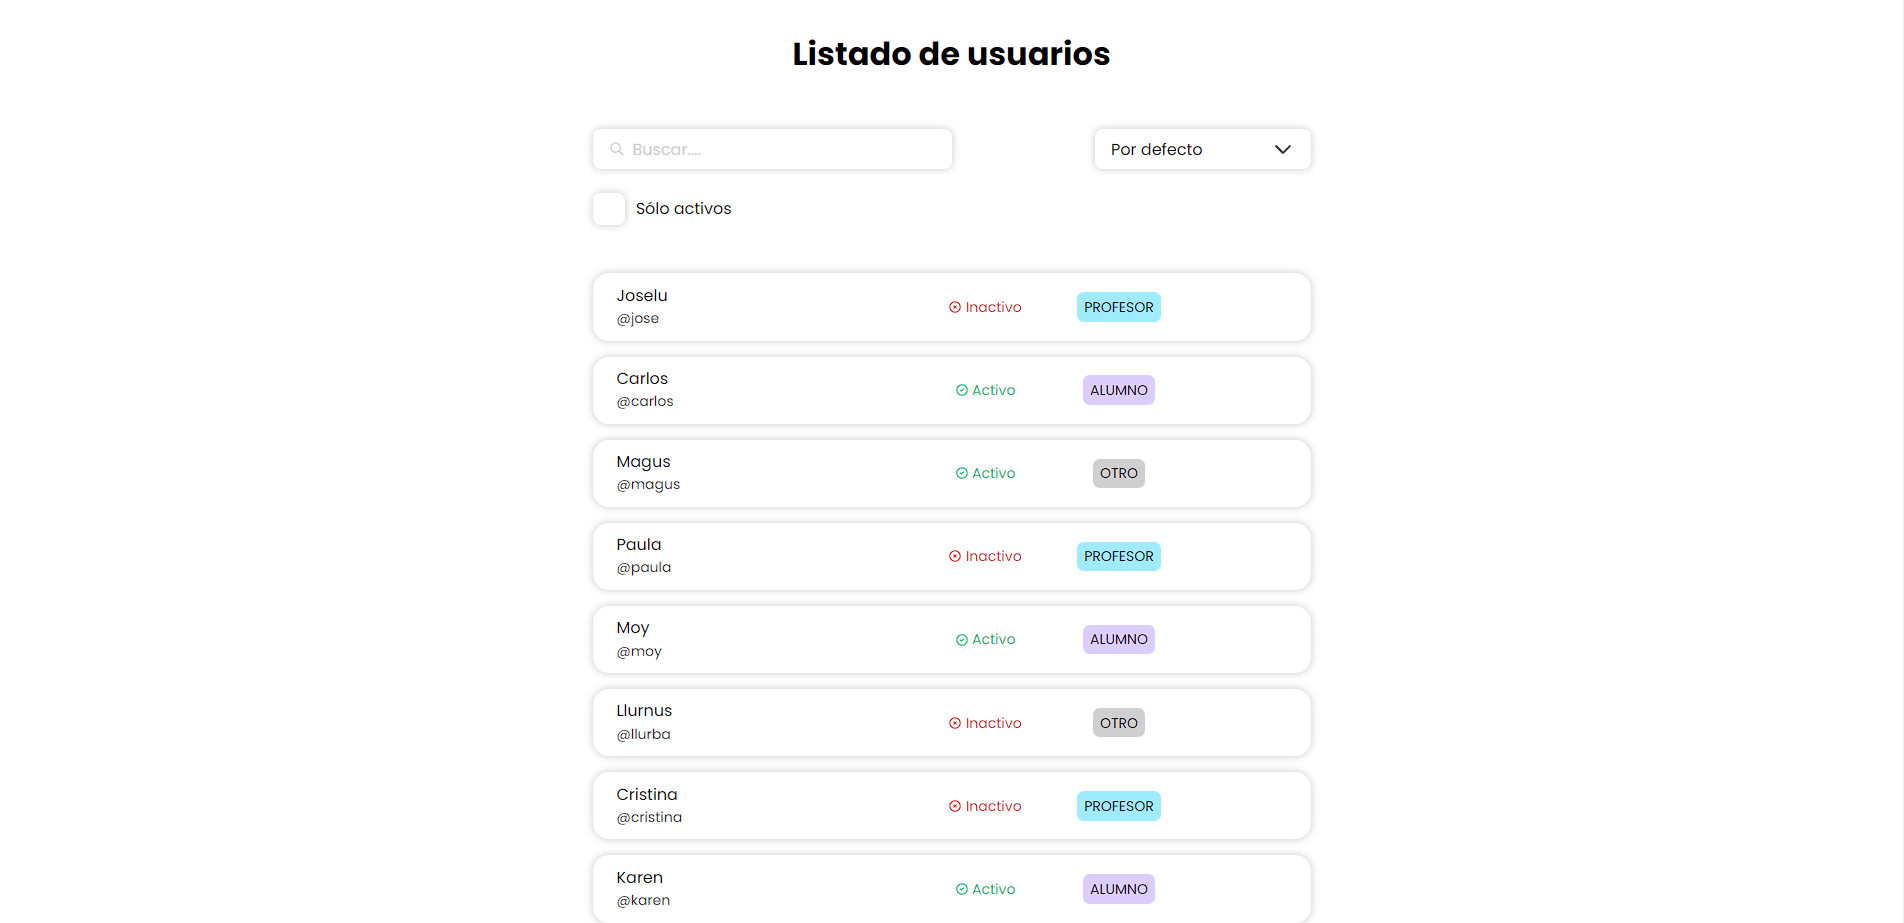 Listado de usuarios
Buscar....
Por defecto
Sólo activos
Joselu
@jose
Inactivo
PROFESOR
Carlos
@carlos
Activo
ALUMNO
Magus
@magus
Activo
OTRO
Paula
@paula
Inactivo
PROFESOR
Moy
@moy
Activo
ALUMNO
Llurnus
@llurba
Inactivo
OTRO
Cristina
@cristina
Inactivo
PROFESOR
Karen
@karen
Activo
ALUMNO